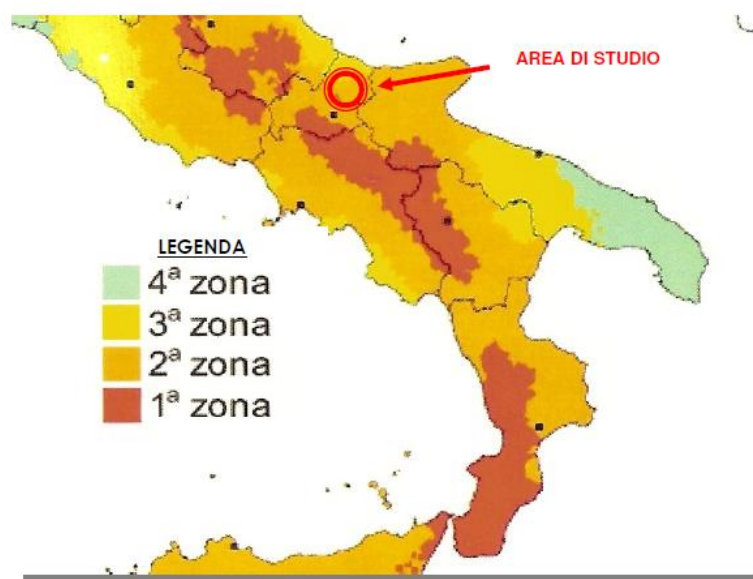 AREA DI STUDIO
LEGENDA
4ª zona
3ª zona
2ª zona
1ª zona